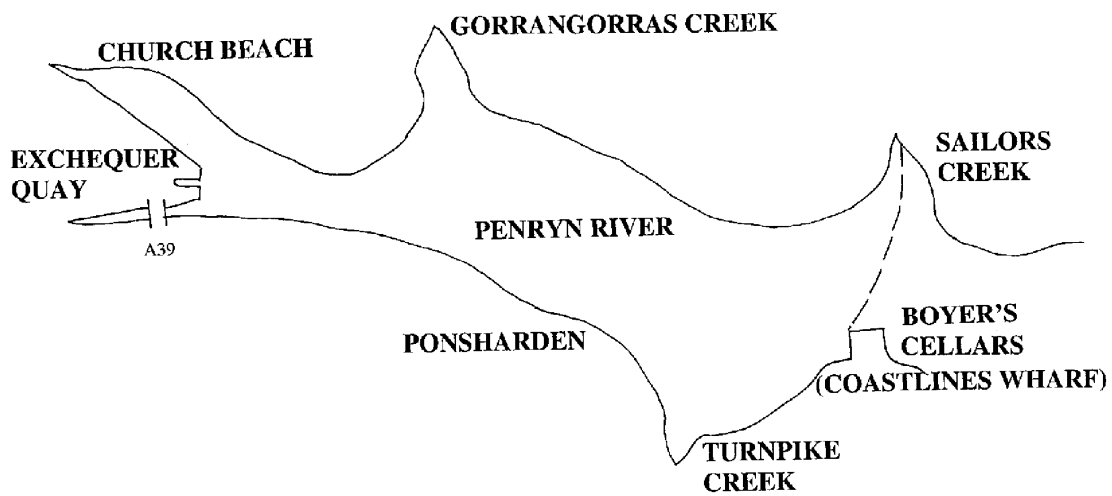 GORRANGORRAS CREEK
CHURCH BEACH
EXCHEQUER
QUAY
SAILORS
CREEK
PENRYN RIVER
A39
BOYER'S
CELLARS
(COASTLINES WHARF)
PONSHARDEN
TURNPIKE
CREEK